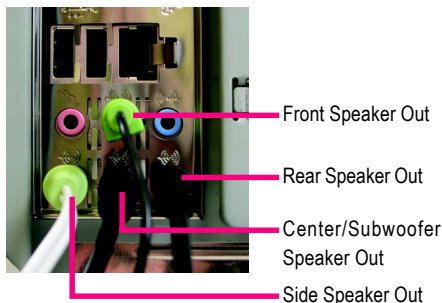 Front Speaker Out
Rear Speaker Out
Center/Subwoofer
Speaker Out
Side Speaker Out